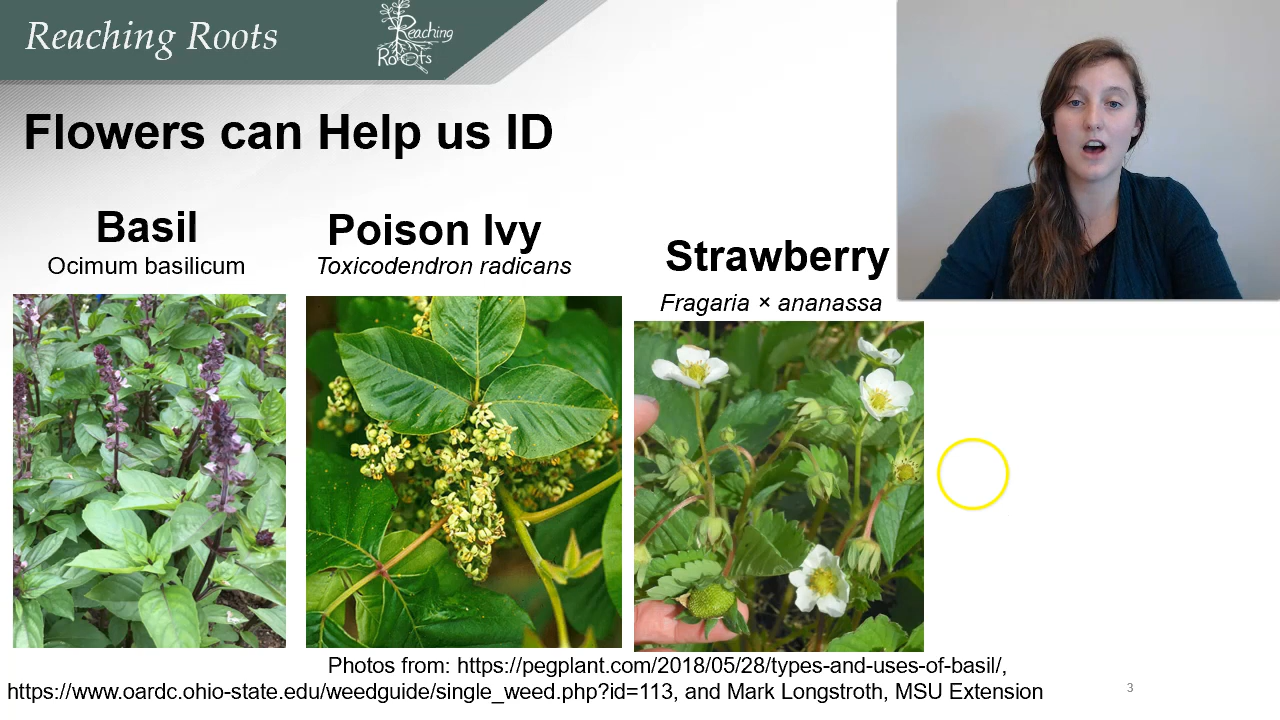 Reaching Roots
Reaching
Roots
Flowers can Help us ID
Basil
Ocimum basilicum
Poison Ivy
Toxicodendron radicans
Strawberry
Fragaria × ananassa
Photos from: https://pegplant.com/2018/05/28/types-and-uses-of-basil/,
https://www.oardc.ohio-state.edu/weedguide/single_weed.php?id=113, and Mark Longstroth, MSU Extension
3